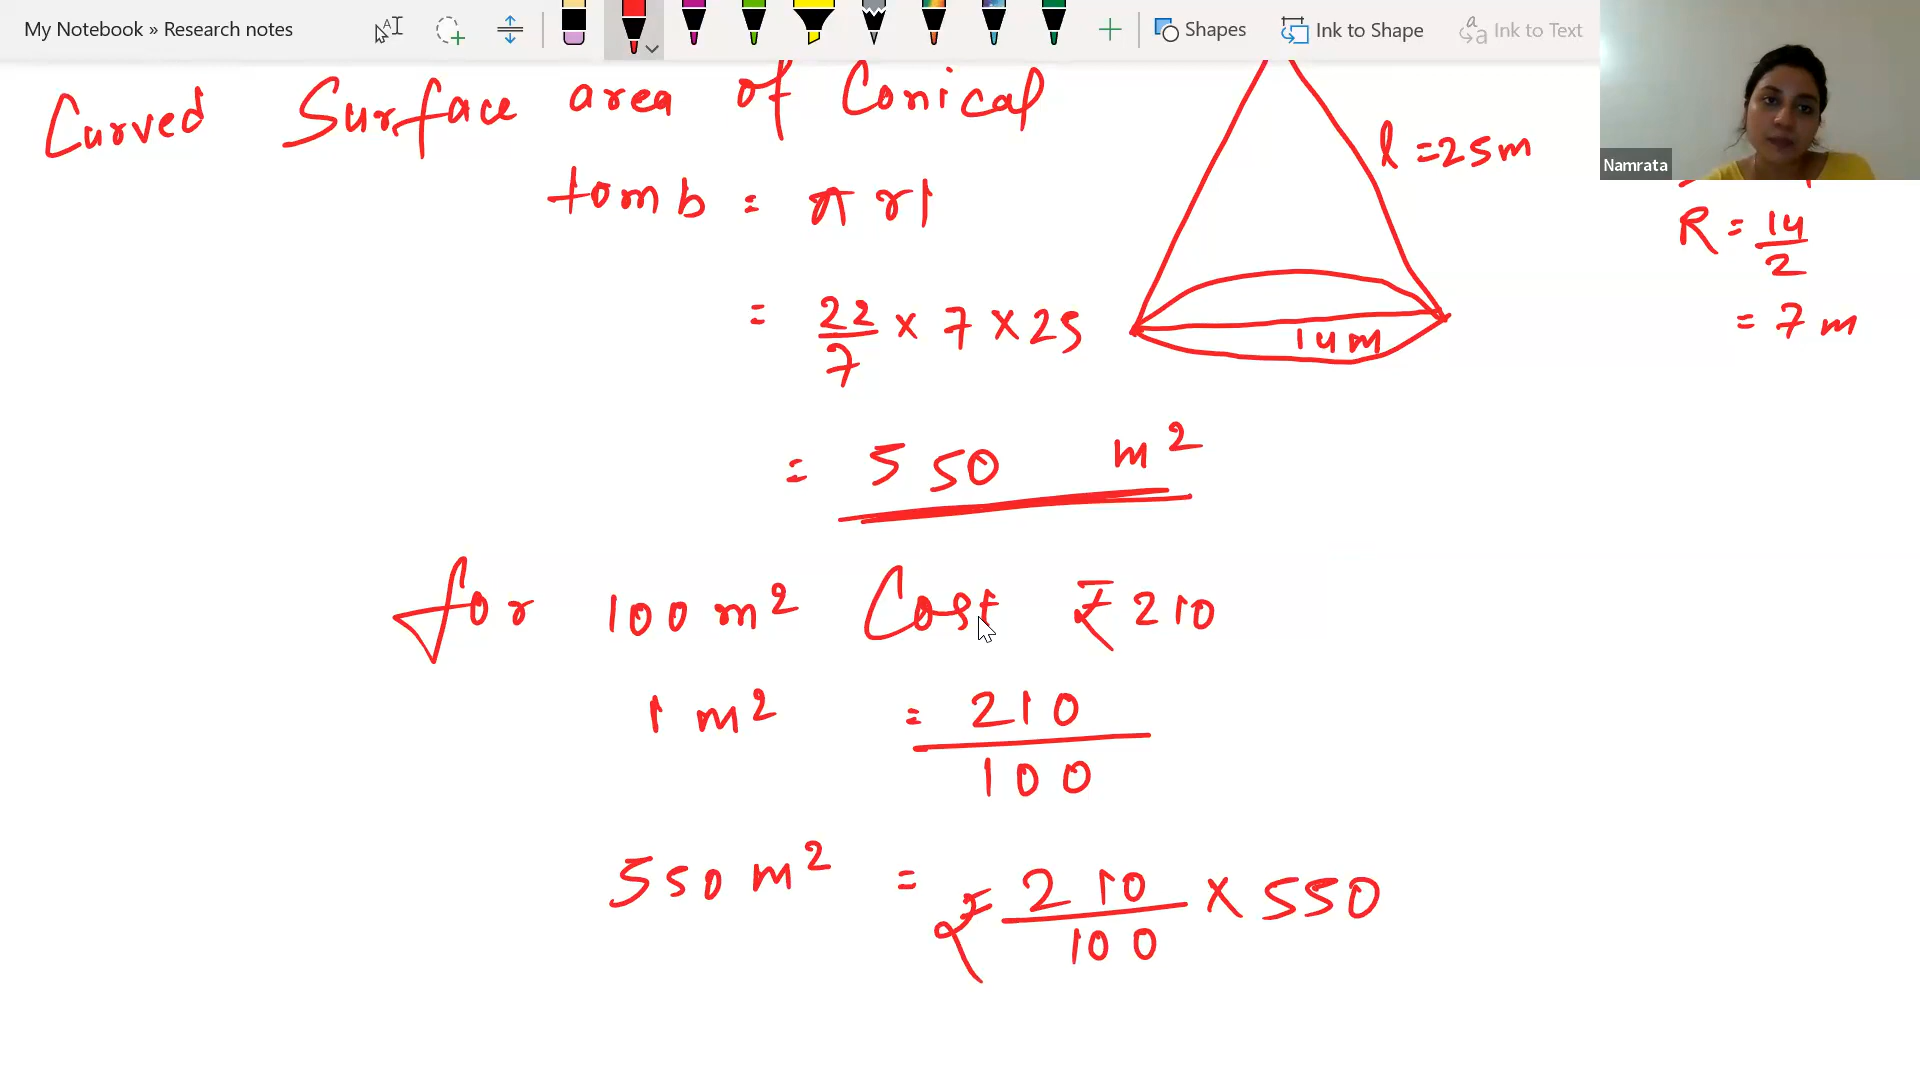 My Notebook » Research notes
Shapes
Ink to Shape
Ink to Text
Namrata
Curved Surface area of Conical
tomb = π r l
= 22/7 × 7 × 25
= 550 m²
l = 25m
14m
R = 14/2
= 7 m
for 100 m² Cost ₹ 210
1 m² = 210/100
550 m² = ₹ 210/100 × 550